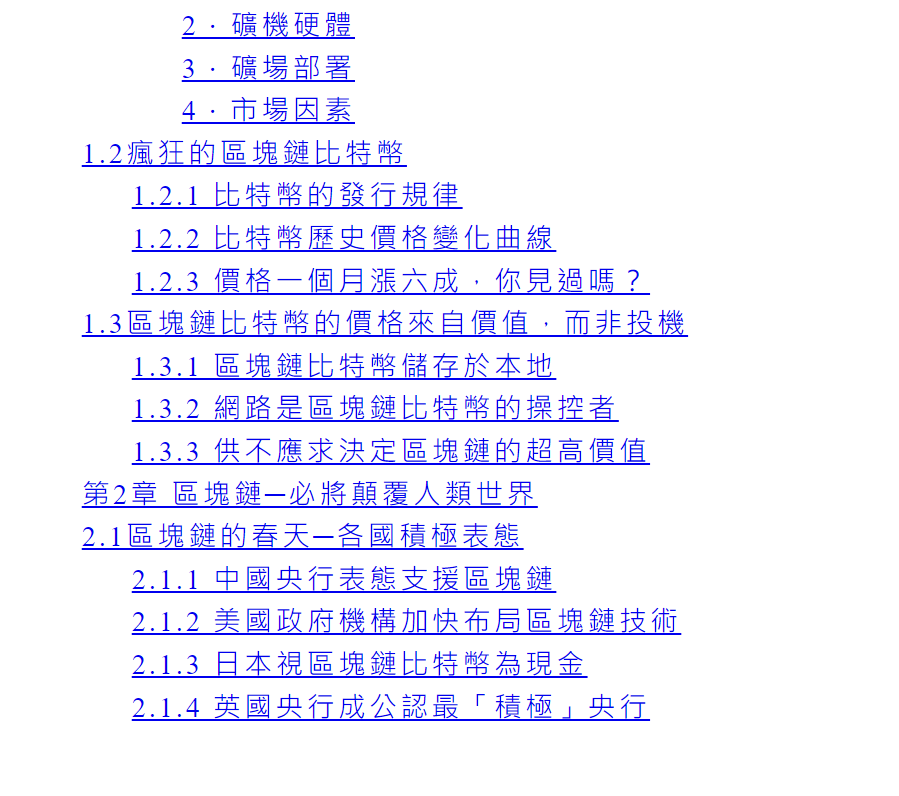 2．礦機硬體
3．礦場部署
4．市場因素
1.2瘋狂的區塊鏈比特幣
1.2.1 比特幣的發行規律
1.2.2 比特幣歷史價格變化曲線
1.2.3 價格一個月漲六成，你見過嗎？
1.3區塊鏈比特幣的價格來自價值，而非投機
1.3.1 區塊鏈比特幣儲存於本地
1.3.2 網路是區塊鏈比特幣的操控者
1.3.3 供不應求決定區塊鏈的超高價值
第2章 區塊鏈─必將顛覆人類世界
2.1區塊鏈的春天─各國積極表態
2.1.1 中國央行表態支援區塊鏈
2.1.2 美國政府機構加快布局區塊鏈技術
2.1.3 日本視區塊鏈比特幣為現金
2.1.4 英國央行成公認最「積極」央行